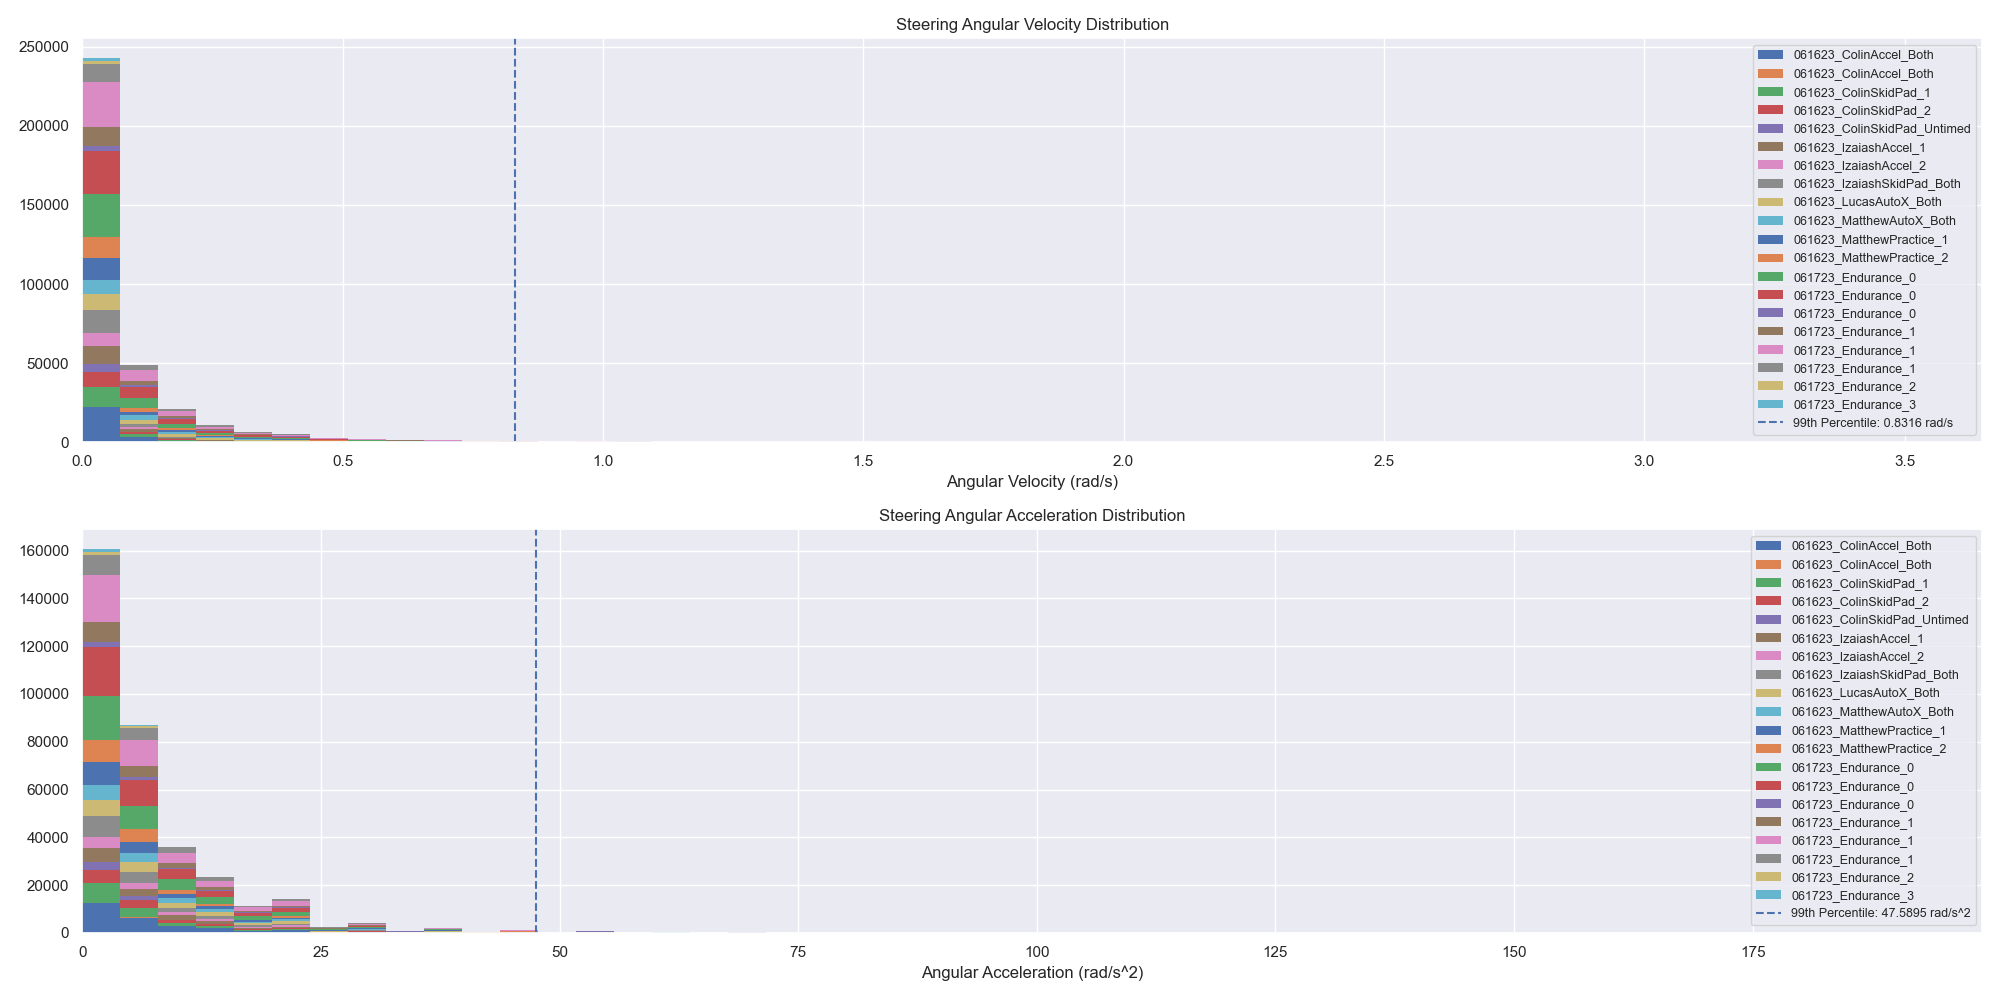 Steering Angular Velocity Distribution
250000
200000
150000
100000
50000
0
0.0 0.5 1.0 1.5 2.0 2.5 3.0 3.5
Angular Velocity (rad/s)
061623_ColinAccel_Both
061623_ColinAccel_Both
061623_ColinSkidPad_1
061623_ColinSkidPad_2
061623_ColinSkidPad_Untimed
061623_IzaiashAccel_1
061623_IzaiashAccel_2
061623_IzaiashSkidPad_Both
061623_LucasAutoX_Both
061623_MatthewAutoX_Both
061623_MatthewPractice_1
061623_MatthewPractice_2
061723_Endurance_0
061723_Endurance_0
061723_Endurance_0
061723_Endurance_1
061723_Endurance_1
061723_Endurance_1
061723_Endurance_2
061723_Endurance_3
99th Percentile: 0.8316 rad/s
Steering Angular Acceleration Distribution
160000
140000
120000
100000
80000
60000
40000
20000
0
0 25 50 75 100 125 150 175
Angular Acceleration (rad/s^2)
061623_ColinAccel_Both
061623_ColinAccel_Both
061623_ColinSkidPad_1
061623_ColinSkidPad_2
061623_ColinSkidPad_Untimed
061623_IzaiashAccel_1
061623_IzaiashAccel_2
061623_IzaiashSkidPad_Both
061623_LucasAutoX_Both
061623_MatthewAutoX_Both
061623_MatthewPractice_1
061623_MatthewPractice_2
061723_Endurance_0
061723_Endurance_0
061723_Endurance_0
061723_Endurance_1
061723_Endurance_1
061723_Endurance_1
061723_Endurance_2
061723_Endurance_3
99th Percentile: 47.5895 rad/s^2